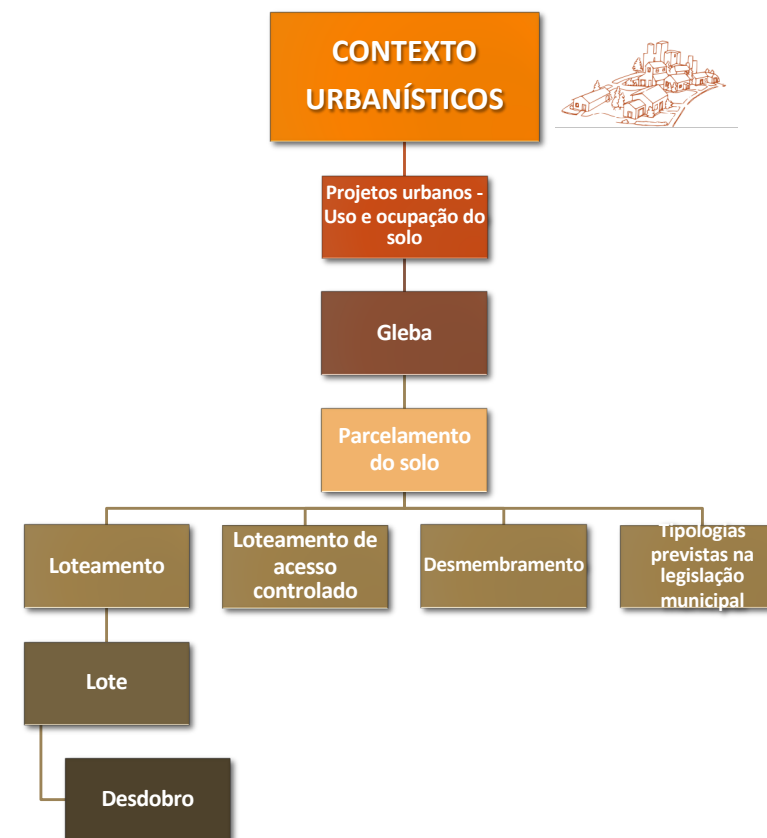 CONTEXTO
URBANÍSTICOS
Projetos urbanos -
Uso e ocupação do
solo
Gleba
Parcelamento
do solo
Loteamento
Loteamento de
acesso
controlado
Desmembramento
Tipologias
previstas na
legislação
municipal
Lote
Desdobro